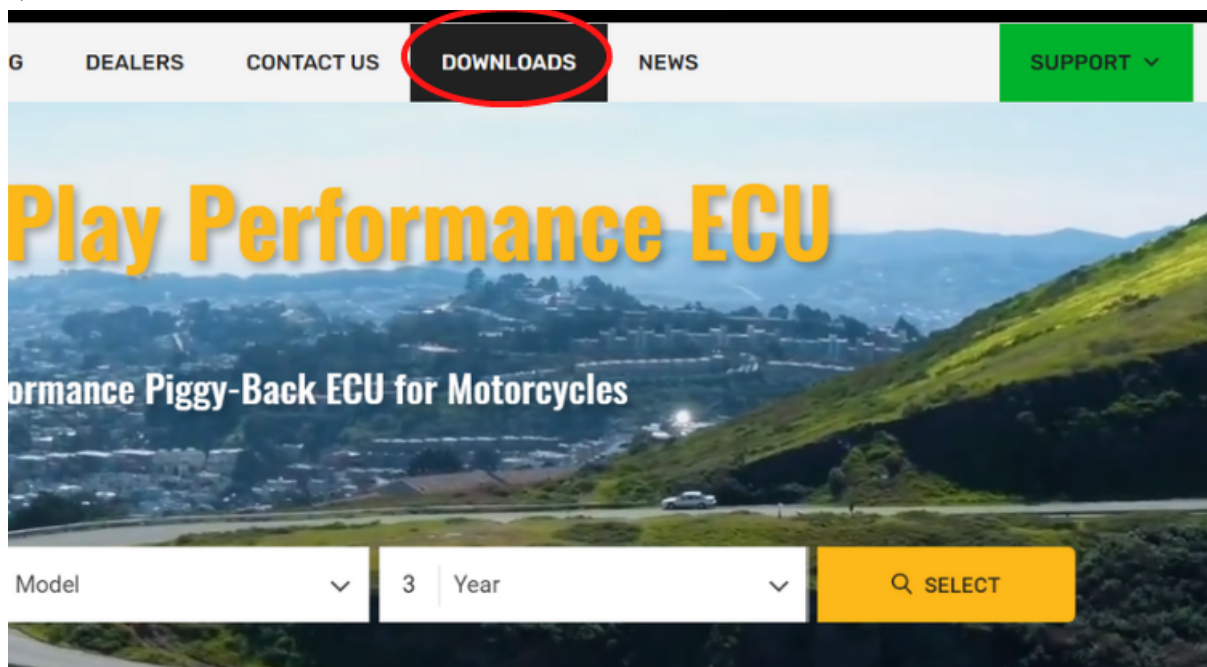 G DEALERS CONTACT US DOWNLOADS NEWS SUPPORT
Play Performance ECU
ormance Piggy-Back ECU for Motorcycles
Model 3 Year SELECT